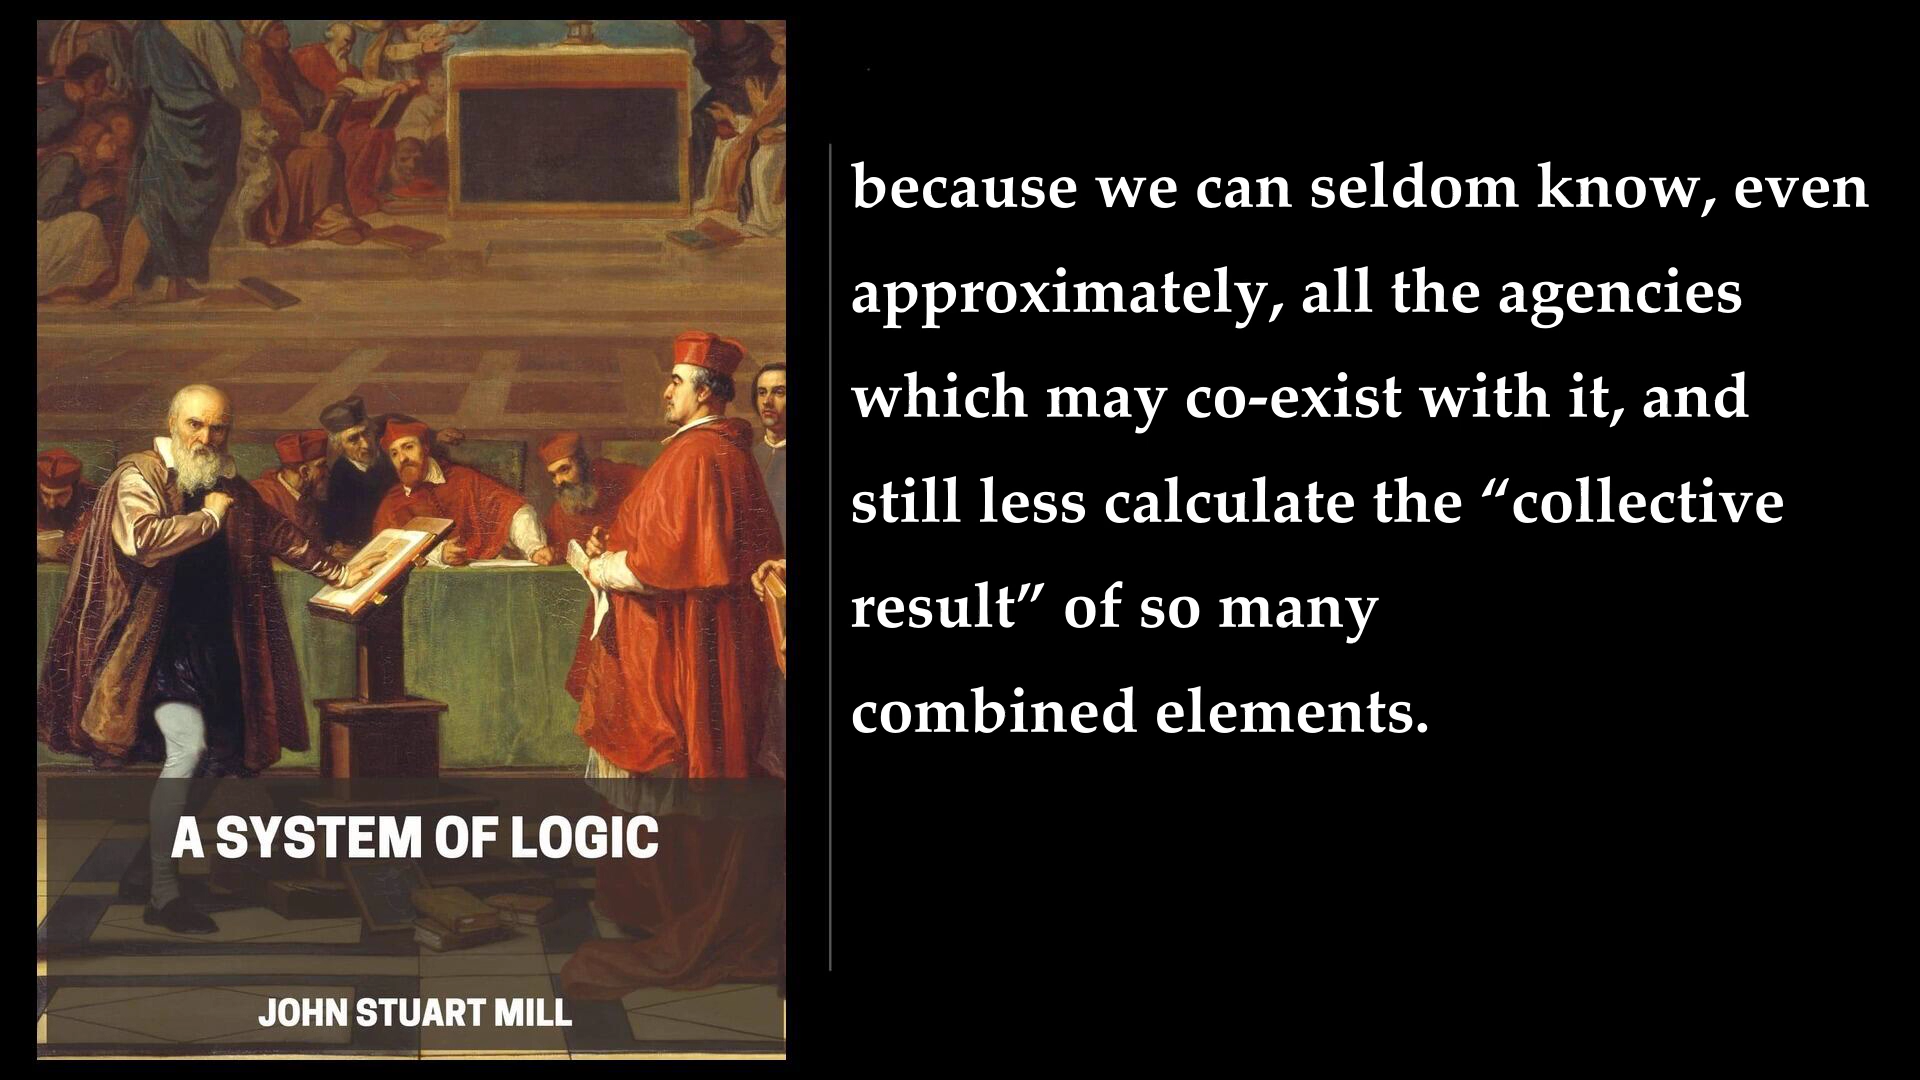 A SYSTEM OF LOGIC
JOHN STUART MILL
because we can seldom know, even
approximately, all the agencies
which may co-exist with it, and
still less calculate the “collective
result” of so many
combined elements.